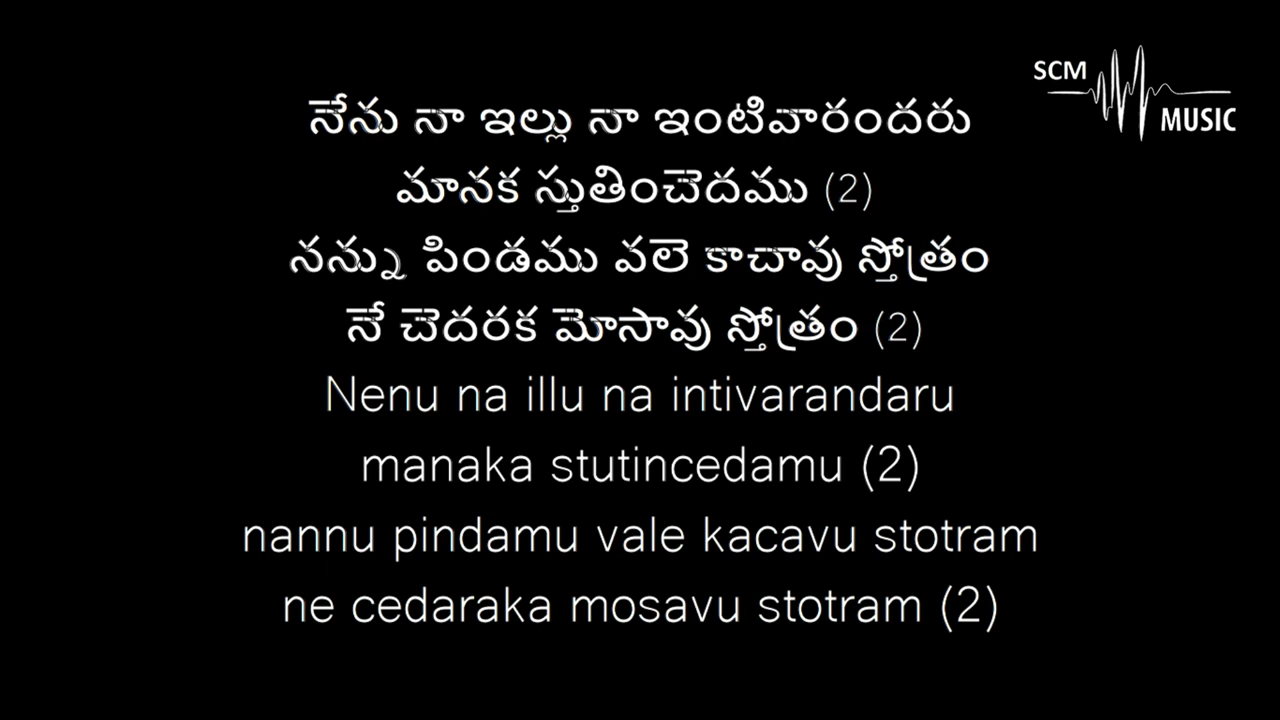 SCM
MUSIC
నేను నా ఇల్లు నా ఇంటివారందరు
మానక స్తుతించెదము (2)
నన్ను పిండము వలె కాచావు స్తోత్రం
నే చెదరక మోసావు స్తోత్రం (2)
Nenu na illu na intivarandaru
manaka stutincedamu (2)
nannu pindamu vale kacavu stotram
ne cedaraka mosavu stotram (2)